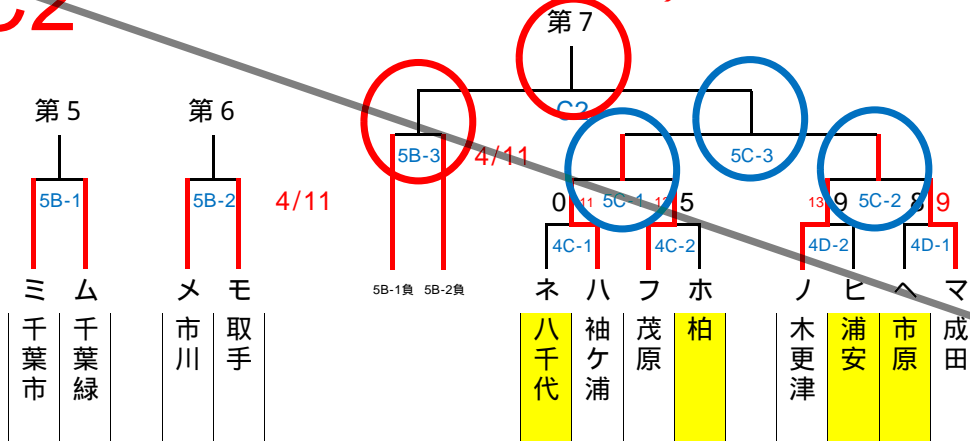 C2
第7
第5
第6
C2
5B-3
4/11
5C-3
5B-1
5B-2
4/11
0
11
5C-1
5
13
9
5C-2
8
9
4C-1
4C-2
4D-2
4D-1
5B-1負
5B-2負
ミ
ム
メ
モ
ネ
ハ
フ
ホ
ノ
ヒ
ヘ
マ
千葉市
千葉緑
市川
取手
八千代
袖ケ浦
茂原
柏
木更津
浦安
市原
成田